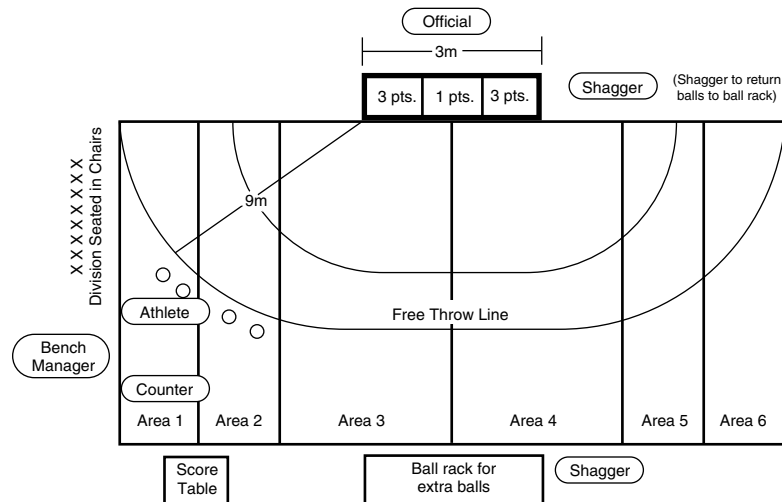 Official
3m
3 pts.
1 pts.
3 pts.
Shagger
(Shagger to return
balls to ball rack)
X X X X X X X X
Division Seated in Chairs
9m
Athlete
Free Throw Line
Bench
Manager
Counter
Area 1
Area 2
Area 3
Area 4
Area 5
Area 6
Score
Table
Ball rack for
extra balls
Shagger